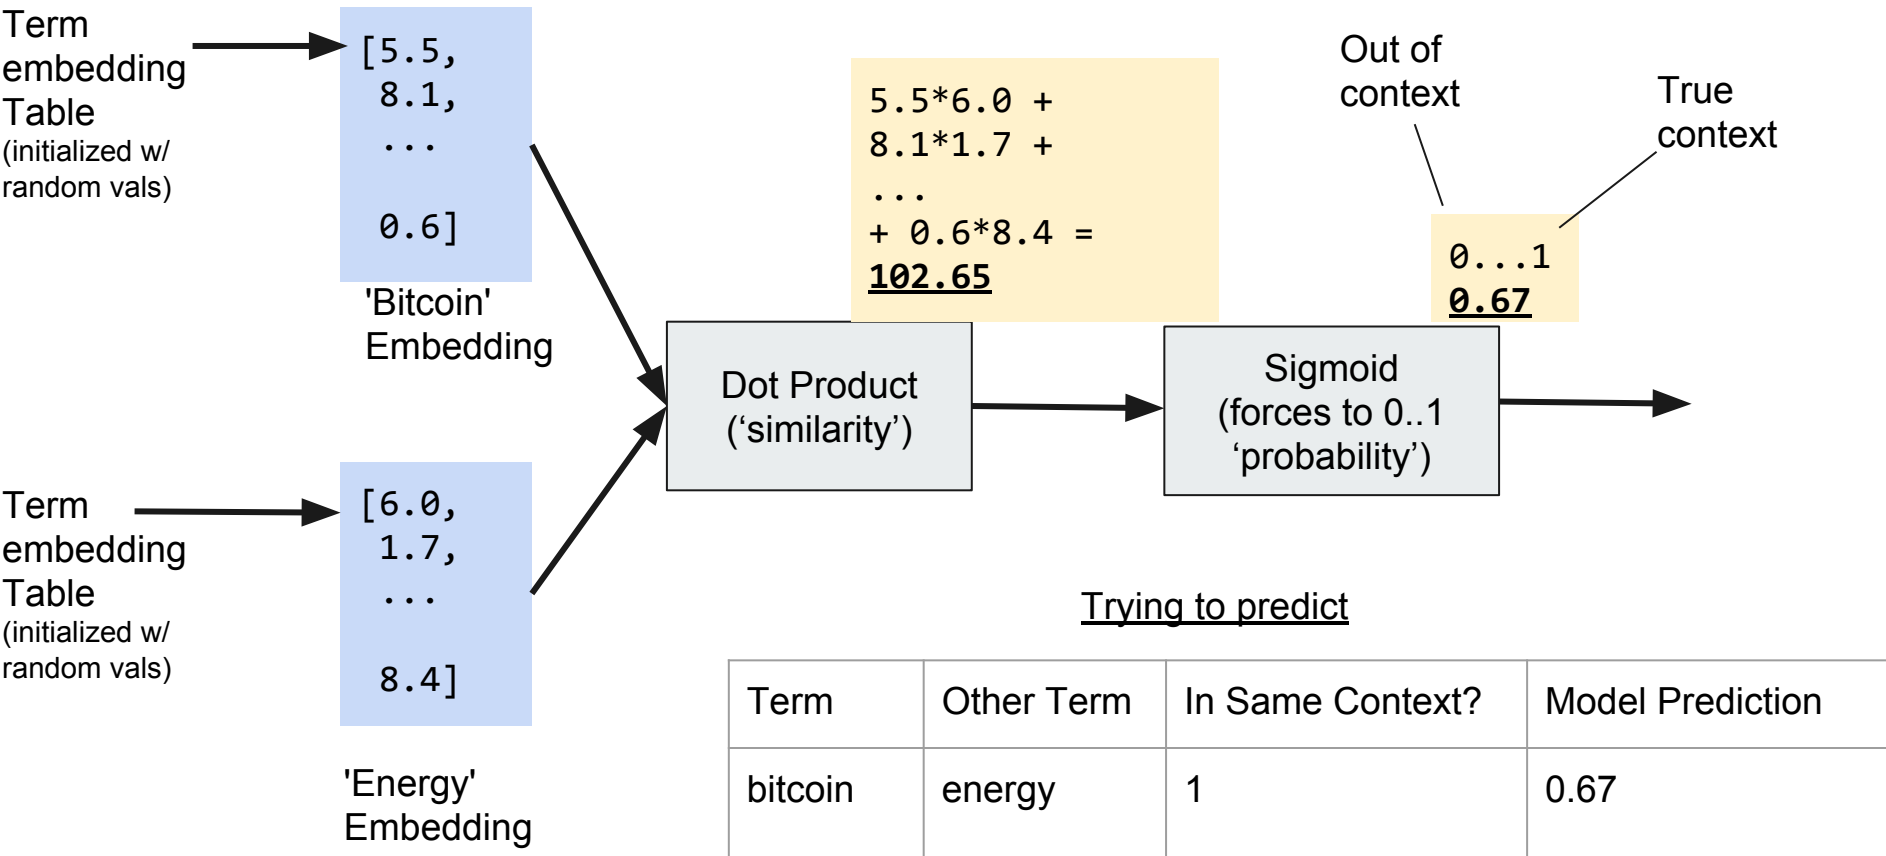 Term
embedding
Table
(initialized w/
random vals)
[5.5,
8.1,
...
0.6]
'Bitcoin'
Embedding
Term
embedding
Table
(initialized w/
random vals)
[6.0,
1.7,
...
8.4]
'Energy'
Embedding
5.5*6.0 +
8.1*1.7 +
...
+ 0.6*8.4 =
102.65
Dot Product
(‘similarity’)
Out of
context
True
context
0...1
0.67
Sigmoid
(forces to 0..1
‘probability’)
Trying to predict
Term Other Term In Same Context? Model Prediction
bitcoin energy 1 0.67